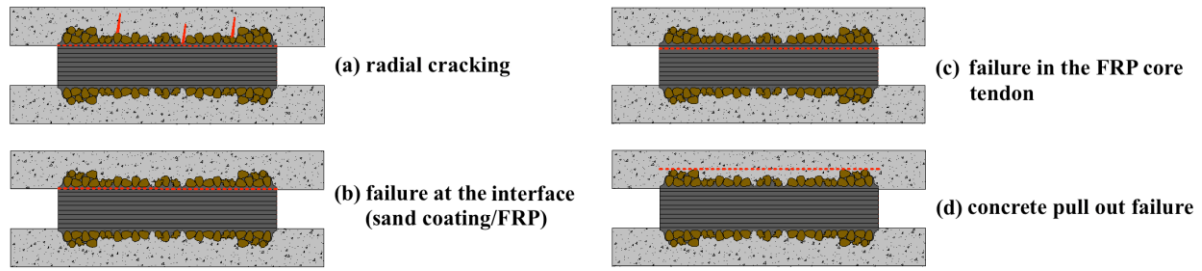 (a) radial cracking
(b) failure at the interface
(sand coating/FRP)
(c) failure in the FRP core
tendon
(d) concrete pull out failure